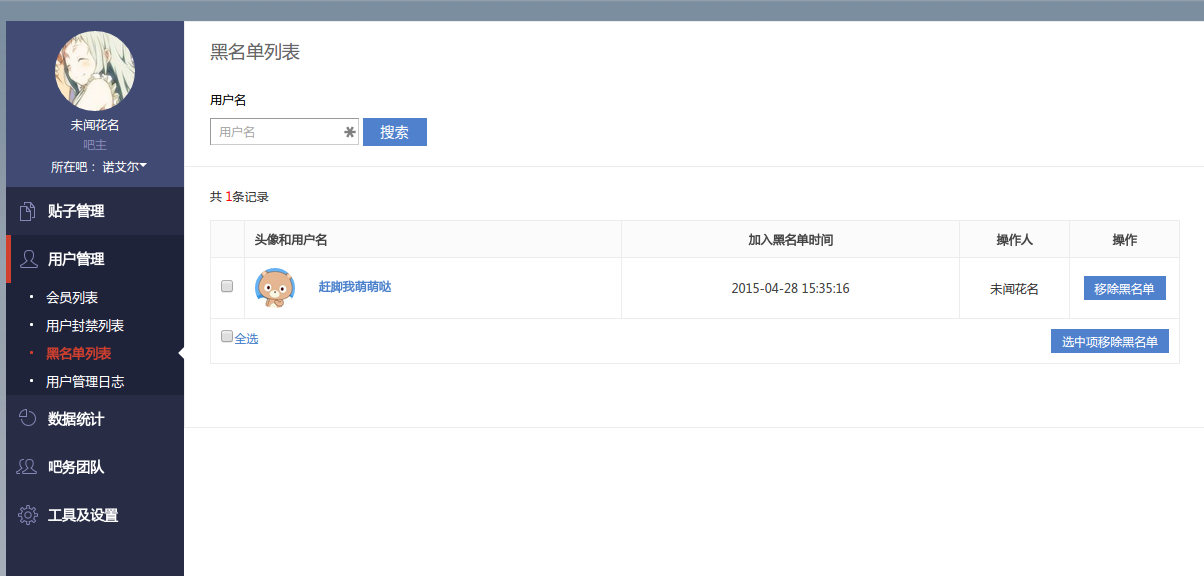 未闻花名
吧主
所在吧： 诺艾尔
贴子管理
用户管理
会员列表
用户封禁列表
黑名单列表
用户管理日志
数据统计
吧务团队
工具及设置
黑名单列表
用户名
用户名 搜索
共 1条记录
头像和用户名 加入黑名单时间 操作人 操作
赶脚我萌萌哒 2015-04-28 15:35:16 未闻花名 移除黑名单
全选 选中项移除黑名单